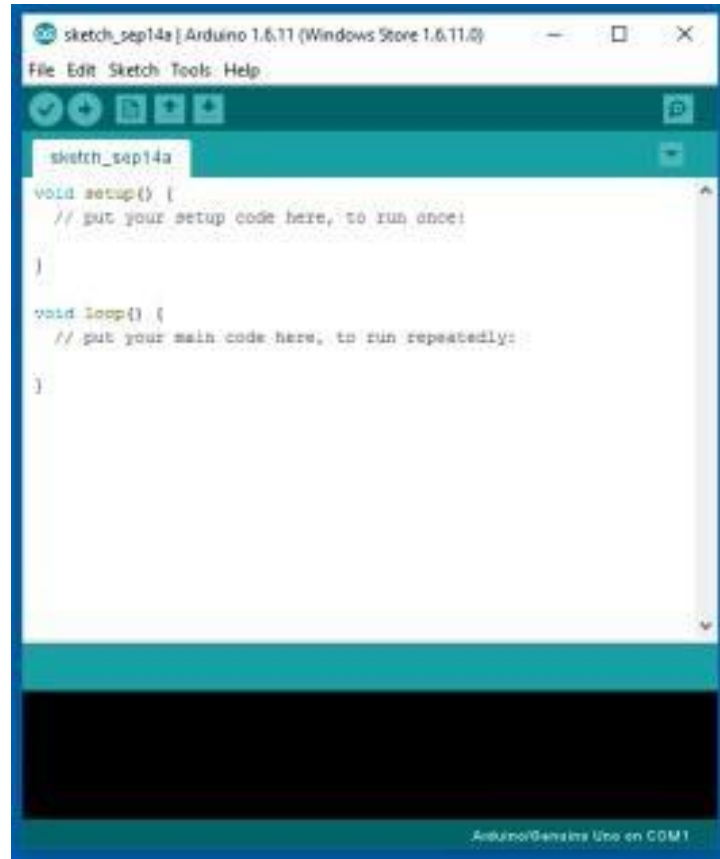 sketch_sep14a | Arduino 1.6.11 (Windows Store 1.6.11.0)
File Edit Sketch Tools Help
sketch_sep14a
void setup() {
  // put your setup code here, to run once:
}
void loop() {
  // put your main code here, to run repeatedly:
}
Arduino/Genuino Uno on COM1